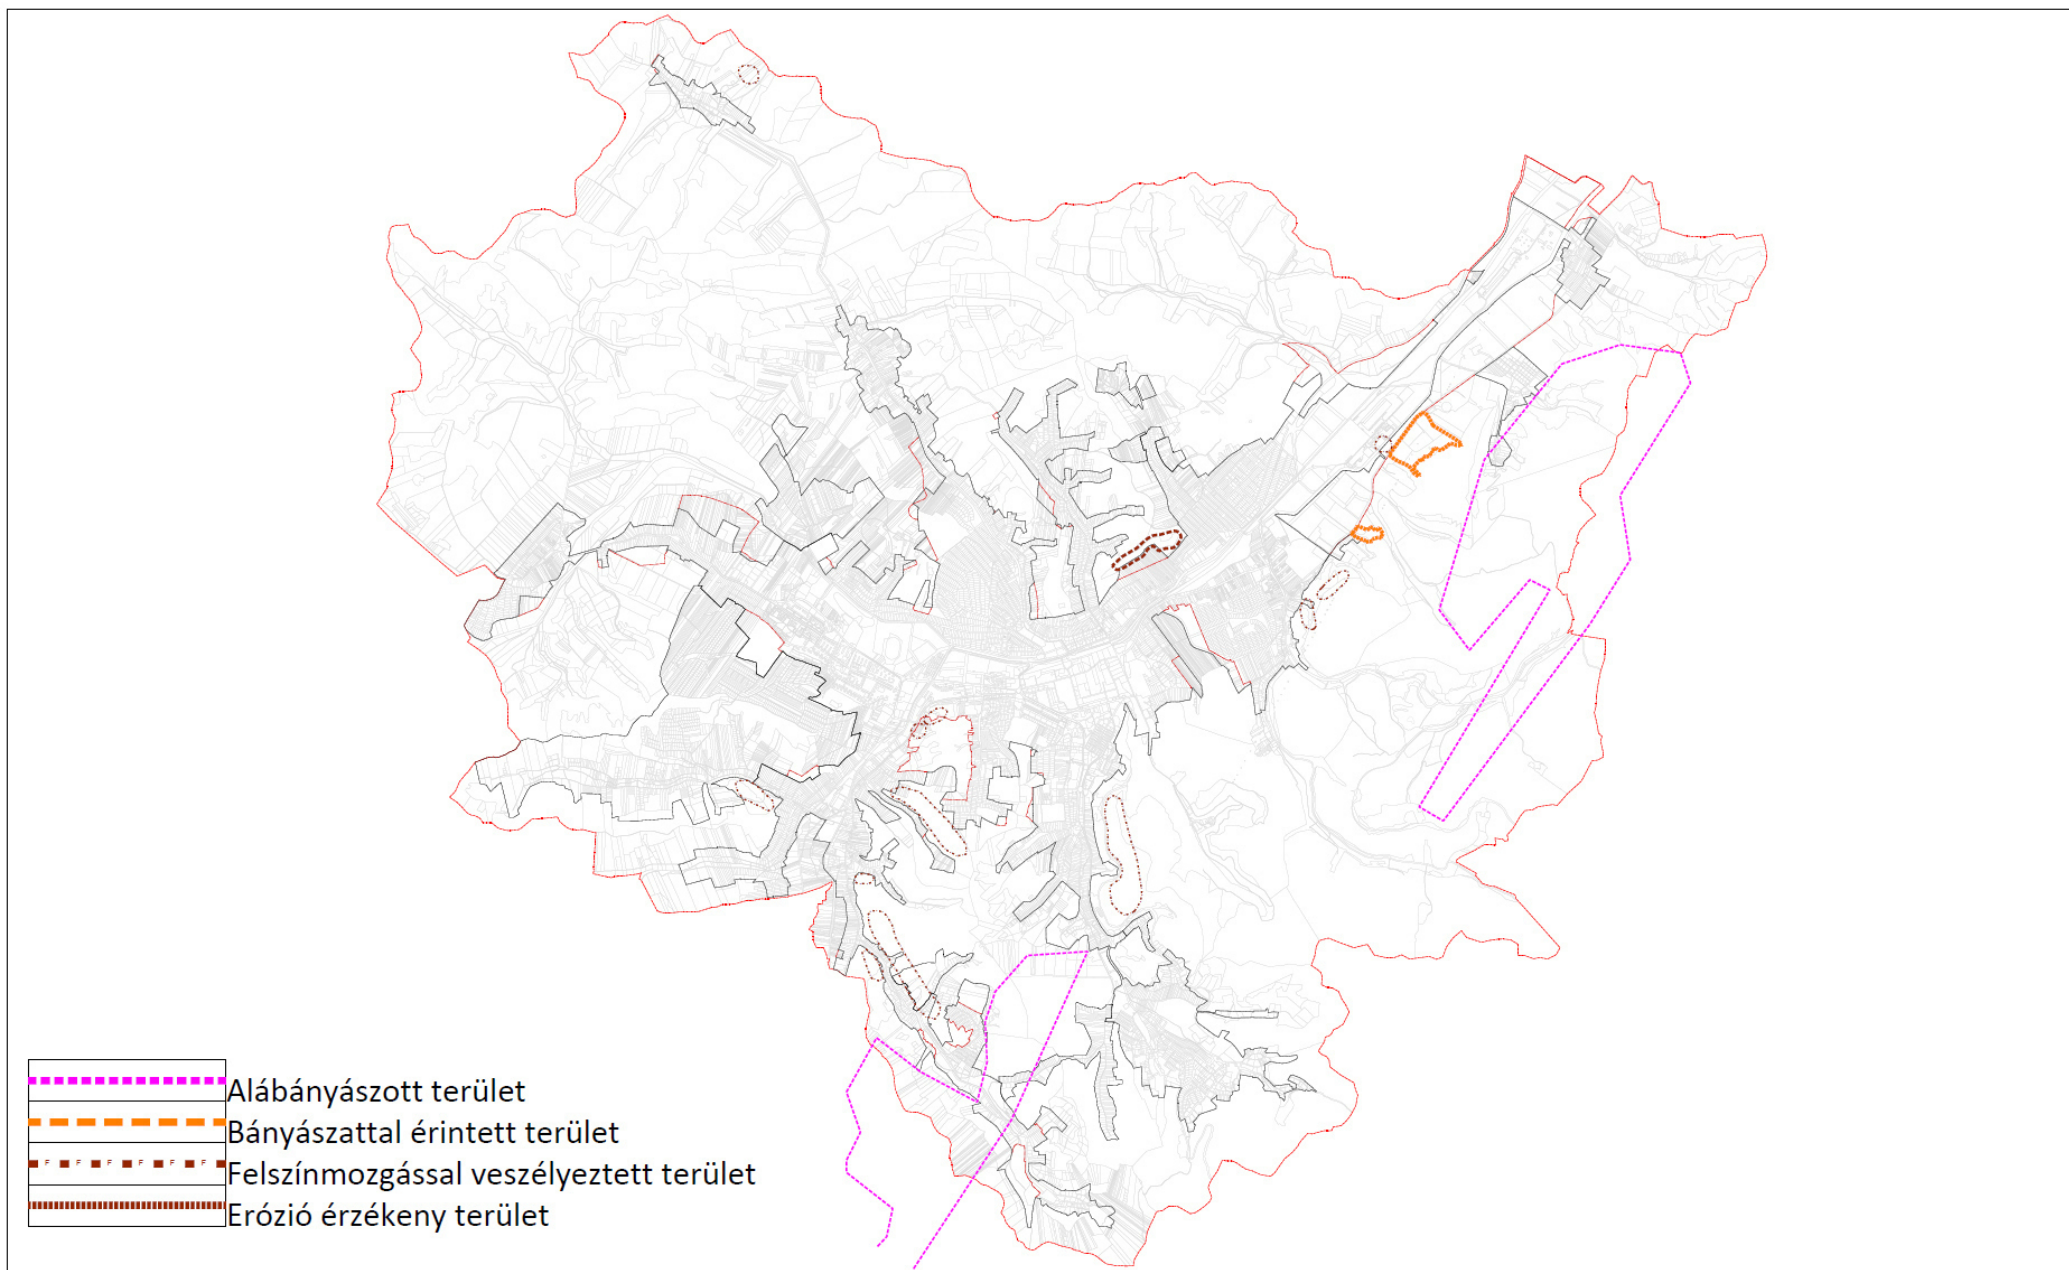 Alábányászott terület
Bányászattal érintett terület
F F F F F F
Felszínmozgással veszélyeztett terület
Erózió érzékeny terület